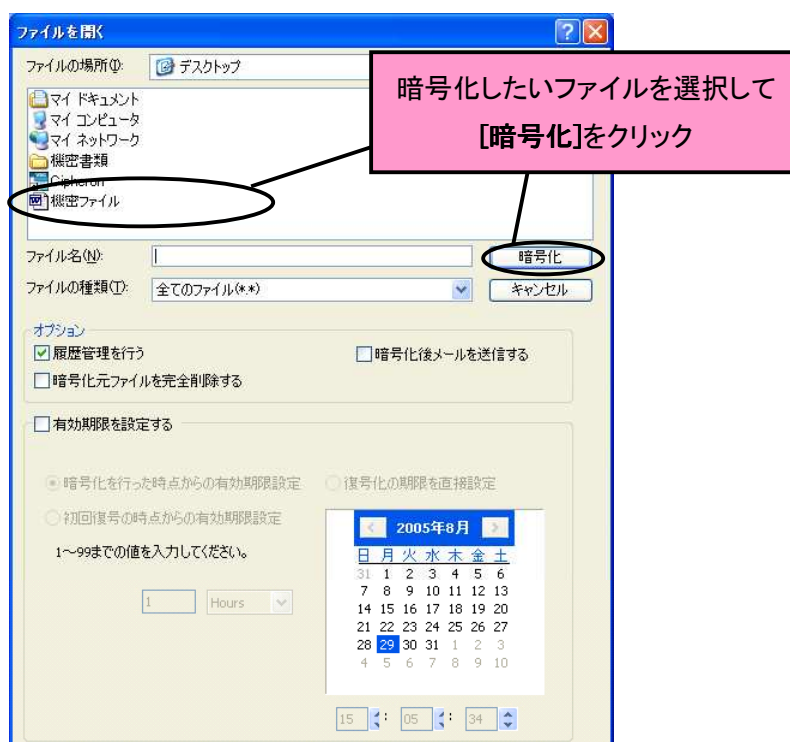 ファイルを開く
ファイルの場所(I):
デスクトップ
暗号化したいファイルを選択して
[暗号化]をクリック
マイ ドキュメント
マイ コンピュータ
マイ ネットワーク
機密書類
Cipheron
機密ファイル
ファイル名(N):
暗号化
ファイルの種類(T):
全てのファイル(*.*)
キャンセル
オプション
履歴管理を行う
暗号化後メールを送信する
暗号化元ファイルを完全削除する
有効期限を設定する
暗号化を行った時点からの有効期限設定
復号化の期限を直接設定
初回復号の時点からの有効期限設定
1~99までの値を入力してください。
1 Hours
2005年8月
日 月 火 水 木 金 土
31 1 2 3 4 5 6
7 8 9 10 11 12 13
14 15 16 17 18 19 20
21 22 23 24 25 26 27
28 29 30 31 1 2 3
4 5 6 7 8 9 10
15 : 05 : 34